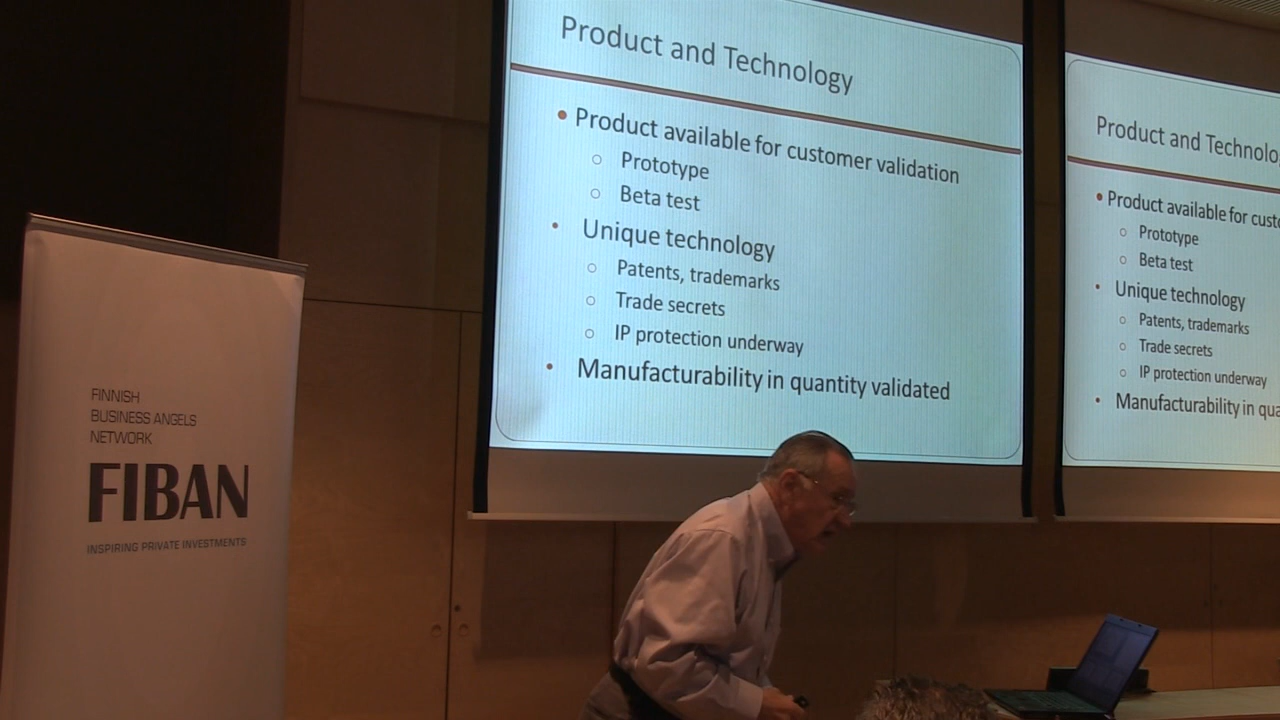 Product and Technology
Product available for customer validation
Prototype
Beta test
Unique technology
Patents, trademarks
Trade secrets
IP protection underway
Manufacturability in quantity validated
Product and Technolo
Product available for custo
Prototype
Beta test
Unique technology
Patents, trademarks
Trade secrets
IP protection underway
Manufacturability in qua
FINNISH
BUSINESS ANGELS
NETWORK
FIBAN
INSPIRING PRIVATE INVESTMENTS